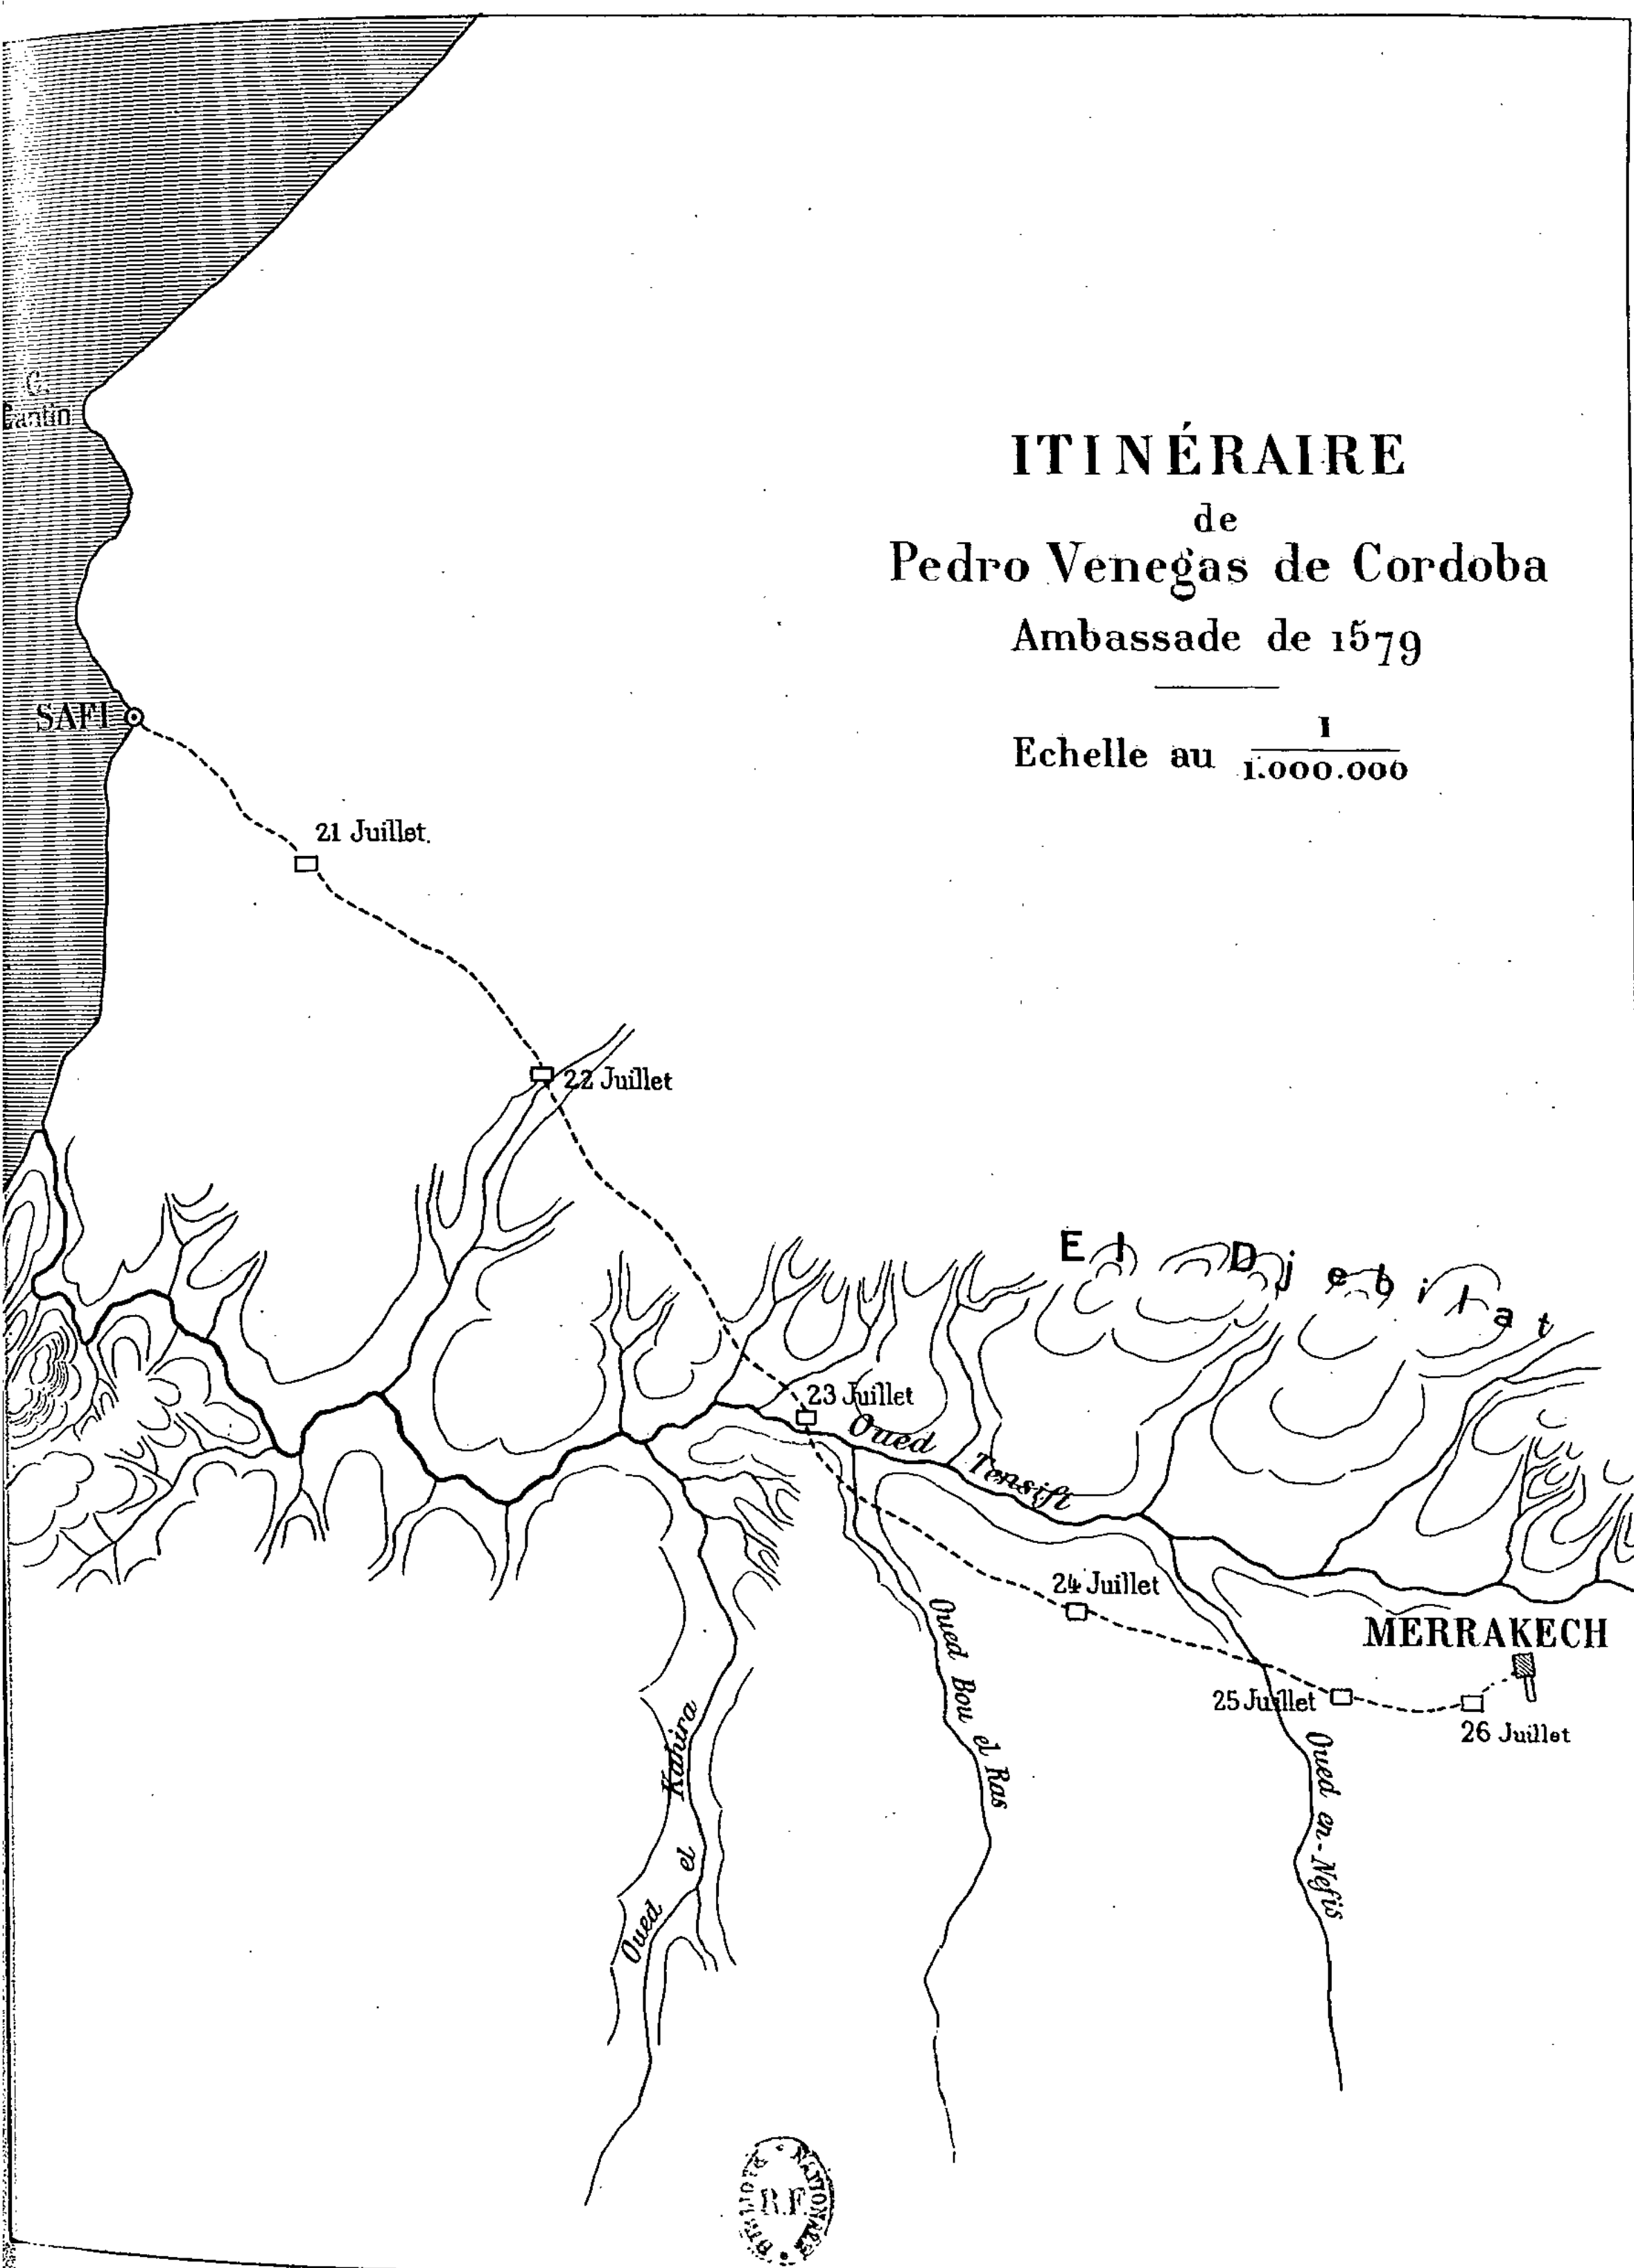 ITINÉRAIRE
de
Pedro Venegas de Cordoba
Ambassade de 1579
Echelle au 1
1.000.000
C.
Cantin
SAFI
21 Juillet.
22 Juillet
El Djebilat
23 Juillet
Oued Tensift
24 Juillet
MERRAKECH
25 Juillet
26 Juillet
Oued el Kahira
Oued Bou el Ras
Oued en-Nefis
R.F.
NATIONALE